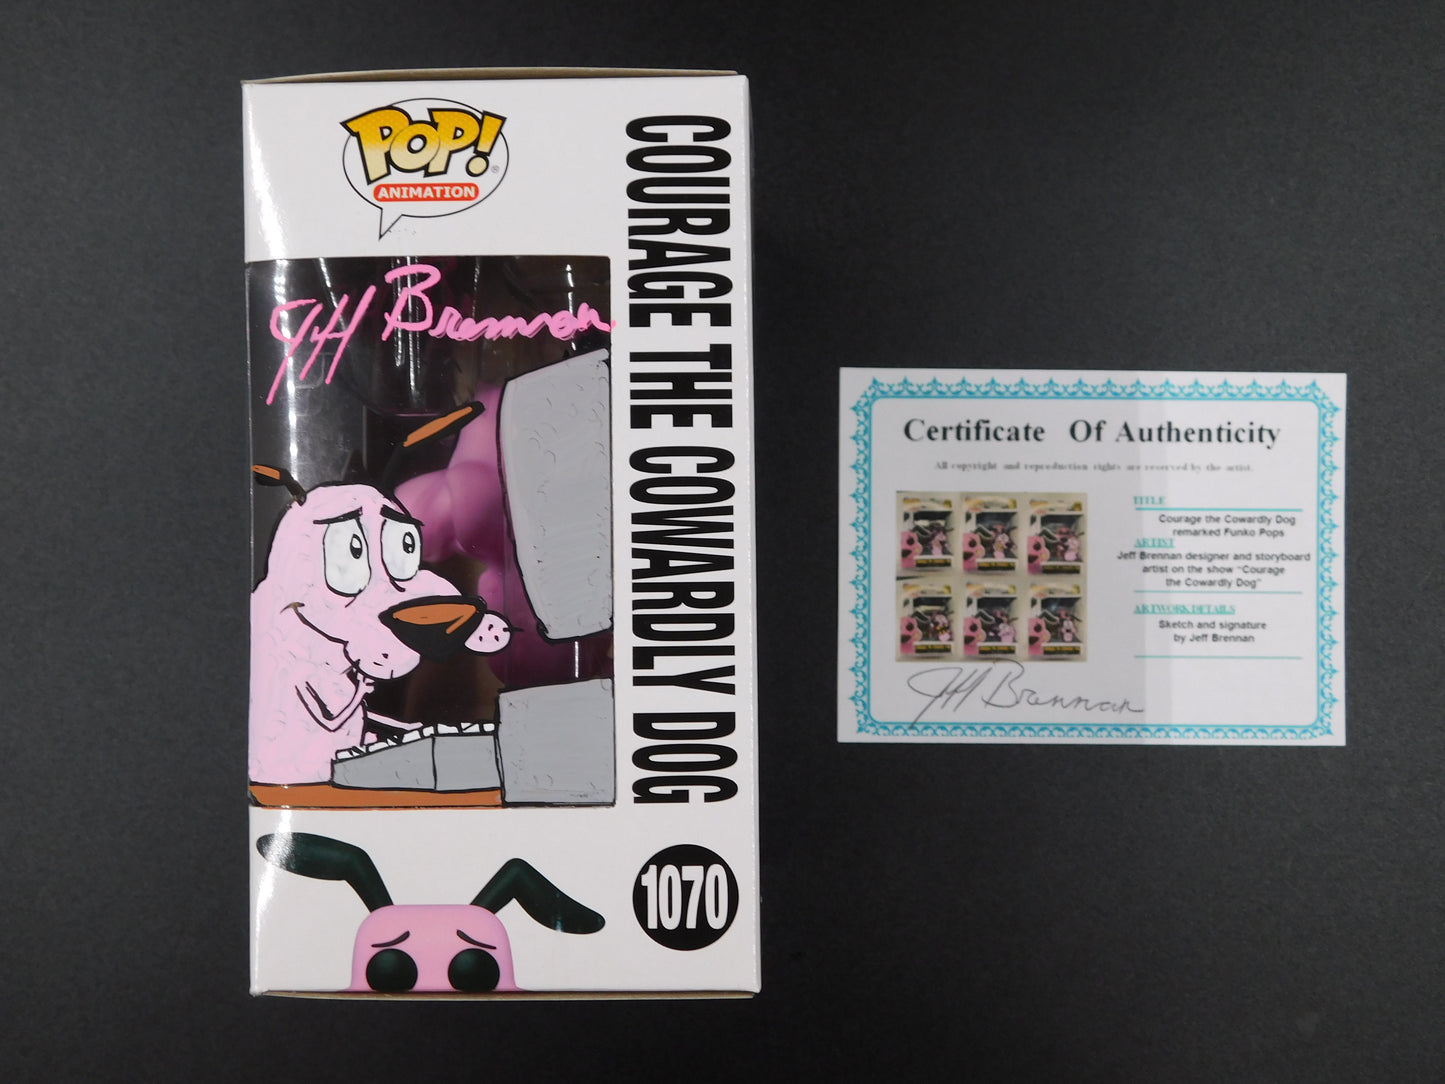 POP!
ANIMATION
Jeff Brennan
COURAGE THE COWARDLY DOG
1070
Certificate Of Authenticity
All copyright and reproduction rights are reserved by the artist.
TITLE
Courage the Cowardly Dog
remarked Funko Pops
ARTIST
Jeff Brennan designer and storyboard
artist on the show “Courage
the Cowardly Dog”
ARTWORK DETAILS
Sketch and signature
by Jeff Brennan
Jeff Brennan